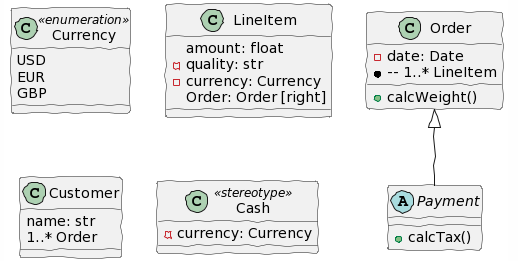 C «enumeration»
Currency
USD
EUR
GBP
C LineItem
amount: float
quality: str
currency: Currency
Order: Order [right]
C Order
date: Date
-- 1..* LineItem
calcWeight()
C Customer
name: str
1..* Order
C «stereotype»
Cash
currency: Currency
A Payment
calcTax()